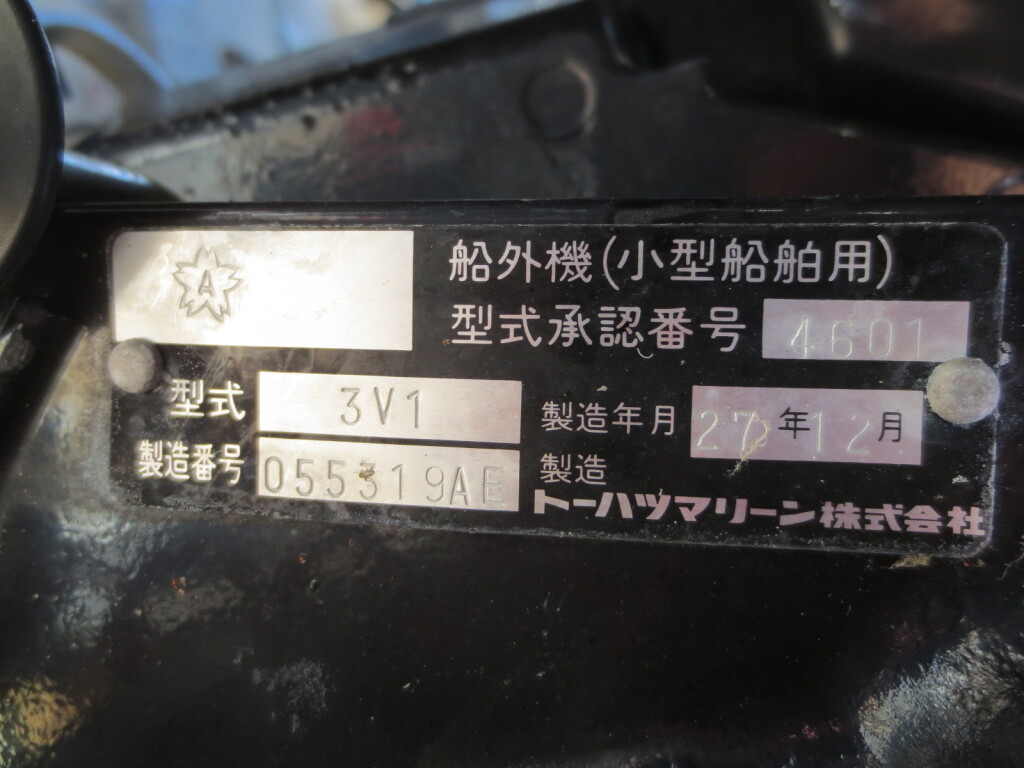 A
船外機(小型船舶用)
型式承認番号 4601
型式 3V1
製造番号 055319AE
製造年月 27年12月
製造
トーハツマリーン株式会社